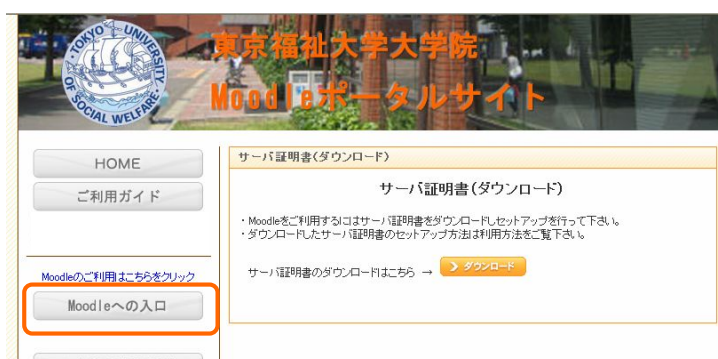 TOKYO UNIVERSITY OF SOCIAL WELFARE
東京福祉大学大学院
Moodleポータルサイト
HOME
ご利用ガイド
Moodleのご利用はこちらをクリック
Moodleへの入口
サーバ証明書(ダウンロード)
サーバ証明書(ダウンロード)
・Moodleをご利用するにはサーバ証明書をダウンロードしセットアップを行って下さい。
・ダウンロードしたサーバ証明書のセットアップ方法は利用方法をご覧下さい。
サーバ証明書のダウンロードはこちら → ダウンロード